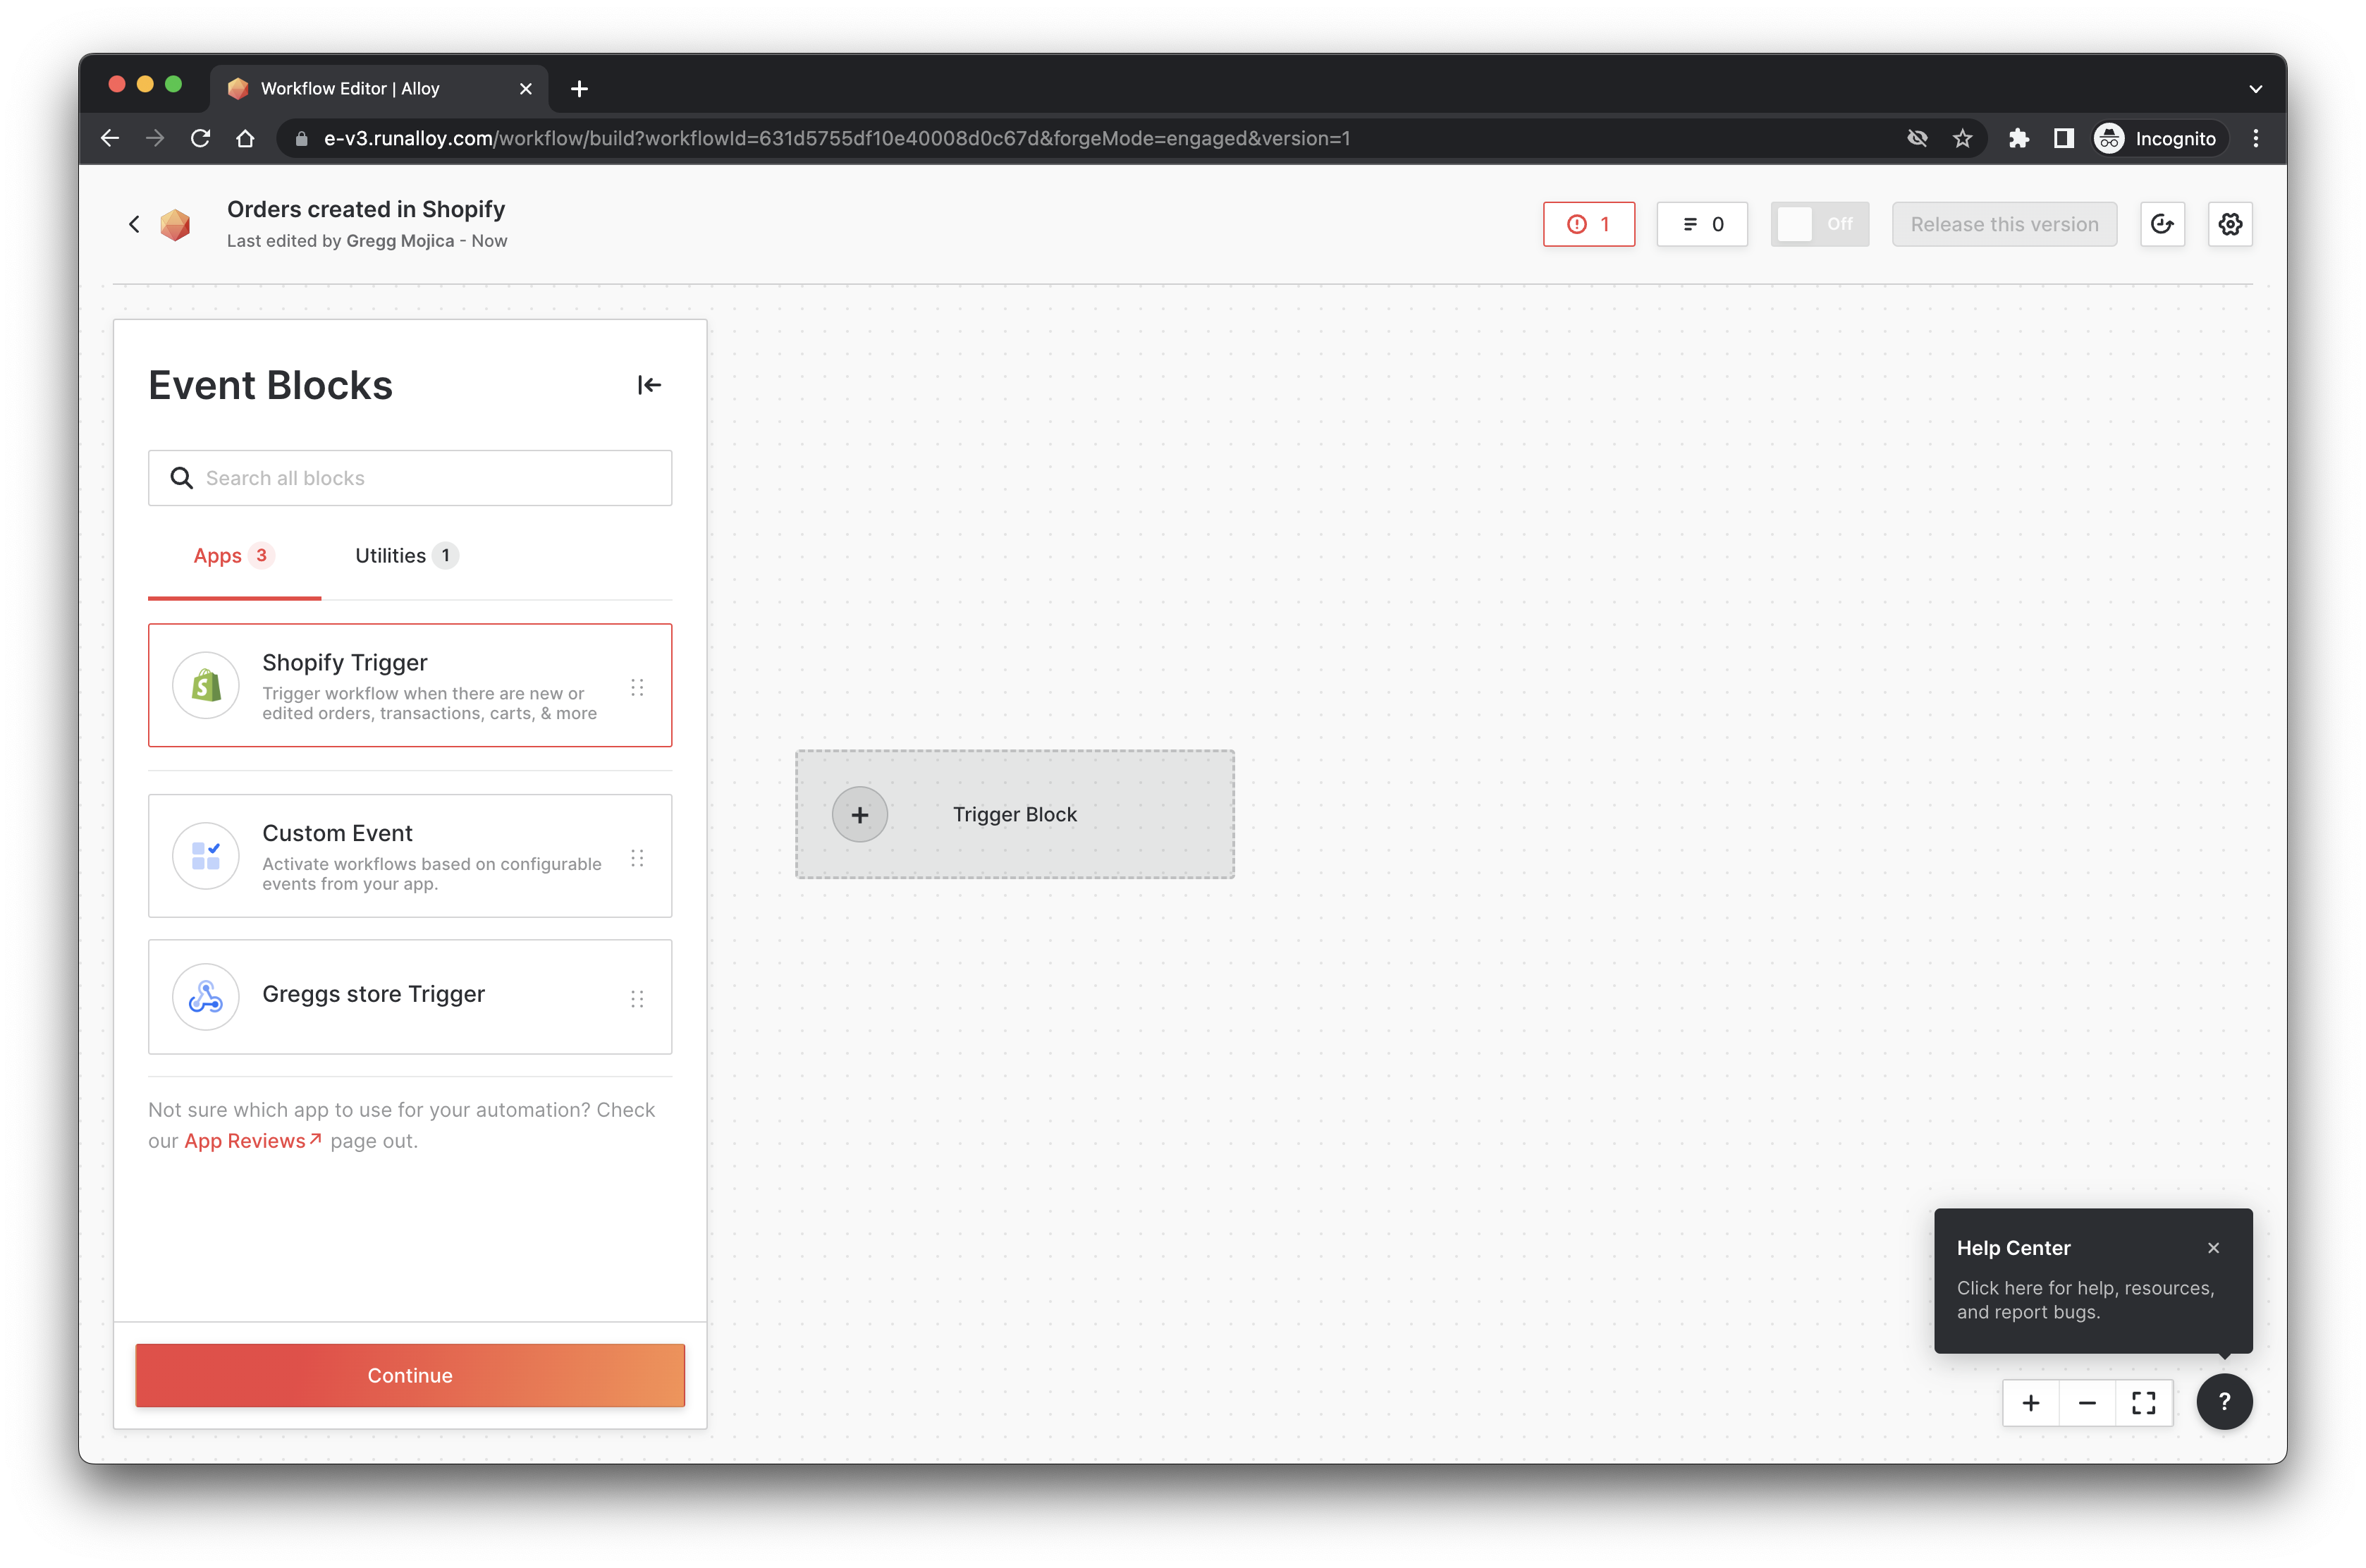 Workflow Editor | Alloy
e-v3.runalloy.com/workflow/build?workflowId=631d5755df10e40008d0c67d&forgeMode=engaged&version=1
Incognito
Orders created in Shopify
Last edited by Gregg Mojica - Now
1
0
Off
Release this version
Event Blocks
Search all blocks
Apps 3
Utilities 1
Shopify Trigger
Trigger workflow when there are new or
edited orders, transactions, carts, & more
Custom Event
Activate workflows based on configurable
events from your app.
Greggs store Trigger
Not sure which app to use for your automation? Check
our App Reviews page out.
Continue
Trigger Block
Help Center
Click here for help, resources,
and report bugs.
?